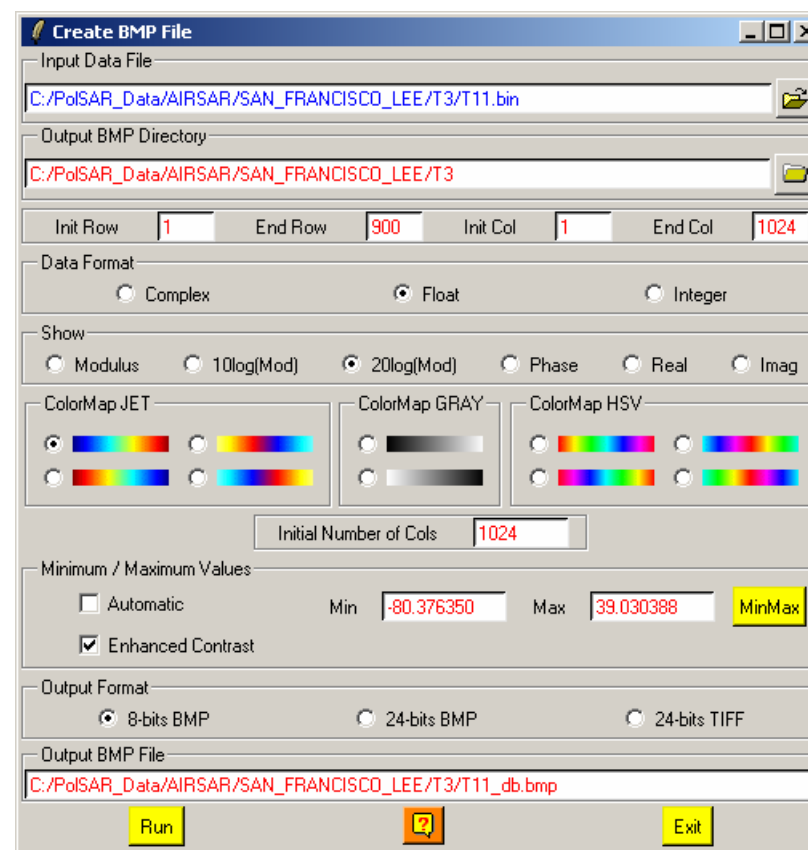 Create BMP File
Input Data File
C:/PolSAR_Data/AIRSAR/SAN_FRANCISCO_LEE/T3/T11.bin
Output BMP Directory
C:/PolSAR_Data/AIRSAR/SAN_FRANCISCO_LEE/T3
Init Row 1 End Row 900 Init Col 1 End Col 1024
Data Format
Complex Float Integer
Show
Modulus 10log(Mod) 20log(Mod) Phase Real Imag
ColorMap JET ColorMap GRAY ColorMap HSV
Initial Number of Cols 1024
Minimum / Maximum Values
Automatic Min -80.376350 Max 39.030388 MinMax
Enhanced Contrast
Output Format
8-bits BMP 24-bits BMP 24-bits TIFF
Output BMP File
C:/PolSAR_Data/AIRSAR/SAN_FRANCISCO_LEE/T3/T11_db.bmp
Run ? Exit